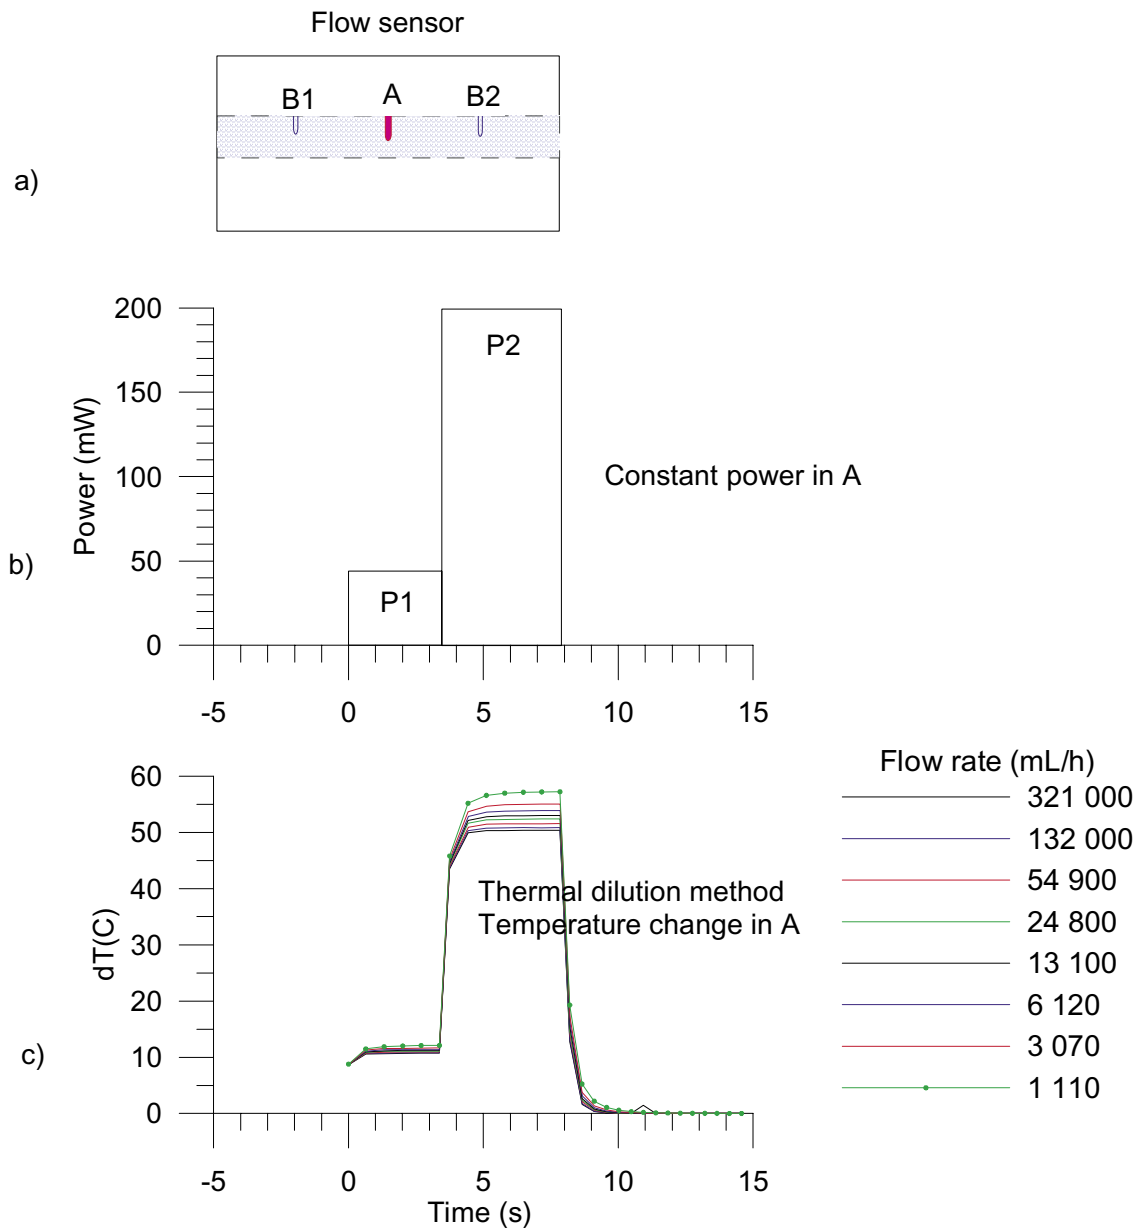 Flow sensor
B1 A B2
a)
200
150
100
50
0
Power (mW)
P2
P1
Constant power in A
b)
-5 0 5 10 15
60
50
40
30
20
10
0
dT(C)
Thermal dilution method
Temperature change in A
c)
-5 0 5 10 15
Time (s)
Flow rate (mL/h)
321 000
132 000
54 900
24 800
13 100
6 120
3 070
1 110